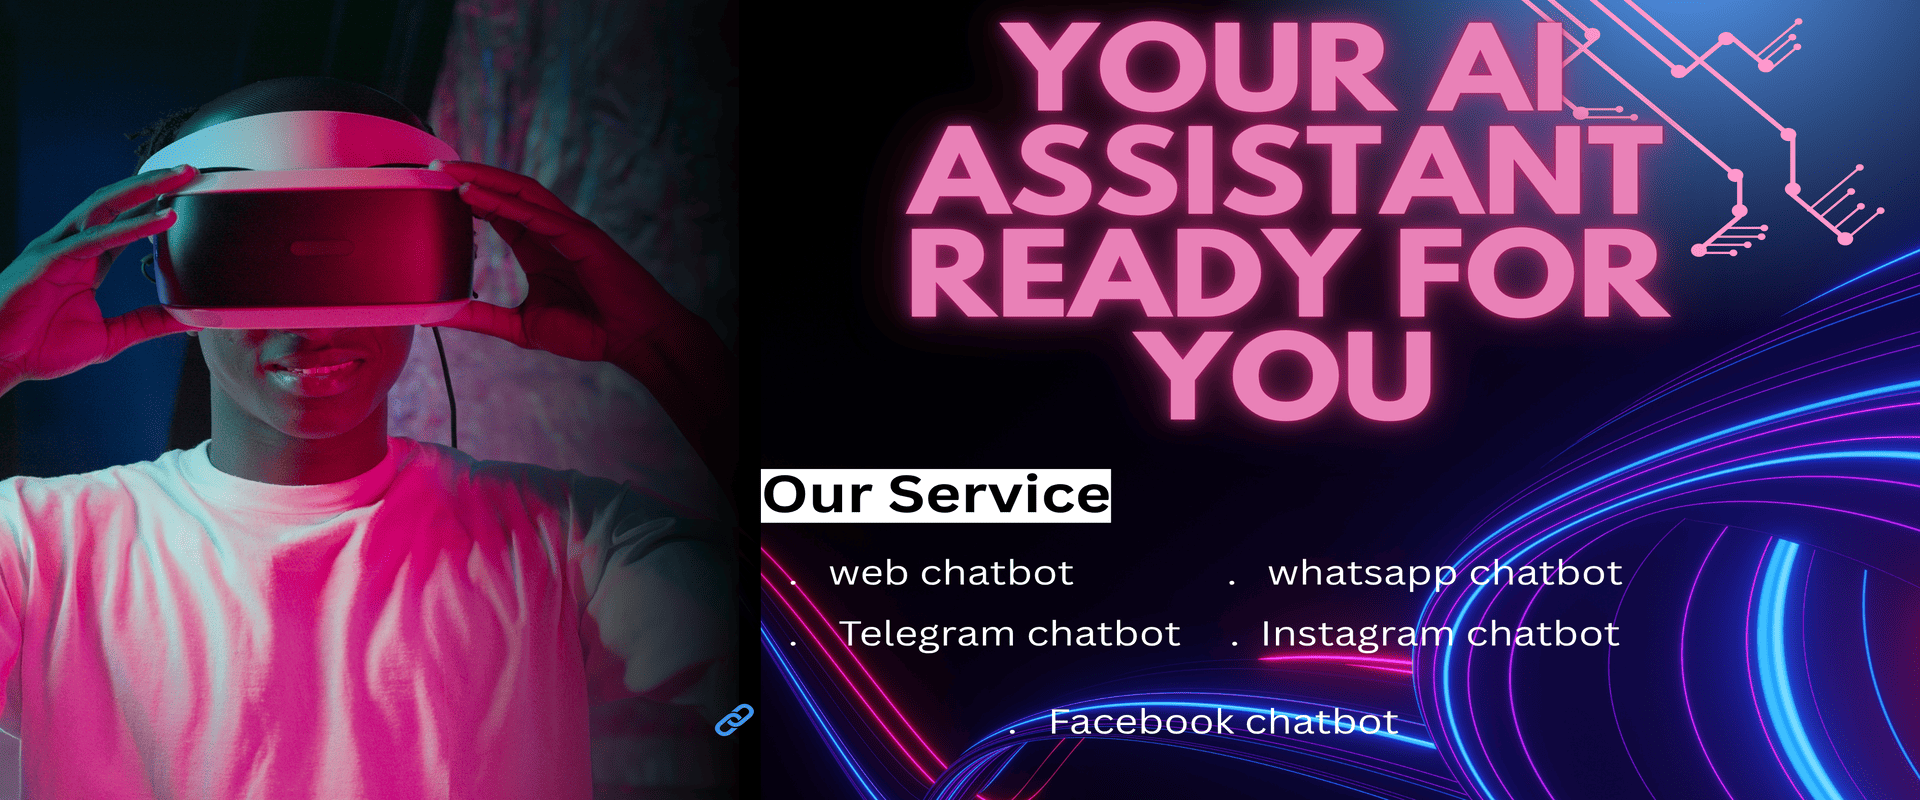 YOUR AI
ASSISTANT
READY FOR
YOU
Our Service
. web chatbot . whatsapp chatbot
. Telegram chatbot . Instagram chatbot
. Facebook chatbot